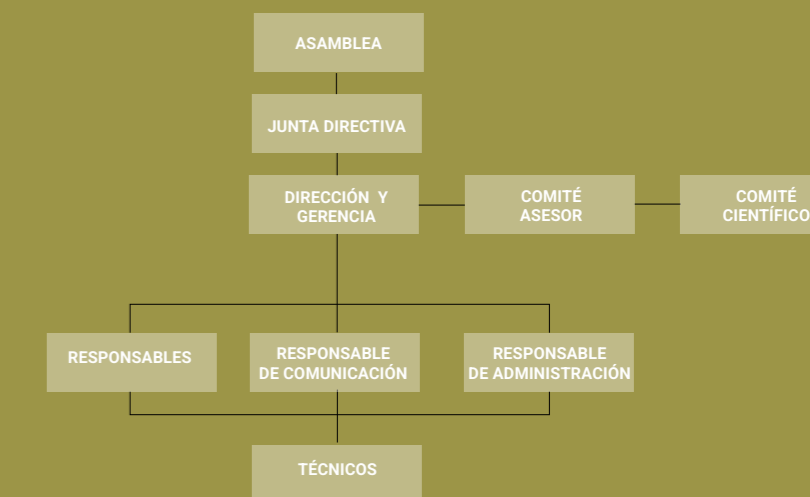 ASAMBLEA
JUNTA DIRECTIVA
DIRECCIÓN Y
GERENCIA
COMITÉ
ASESOR
COMITÉ
CIENTÍFICO
RESPONSABLES
RESPONSABLE
DE COMUNICACIÓN
RESPONSABLE
DE ADMINISTRACIÓN
TÉCNICOS